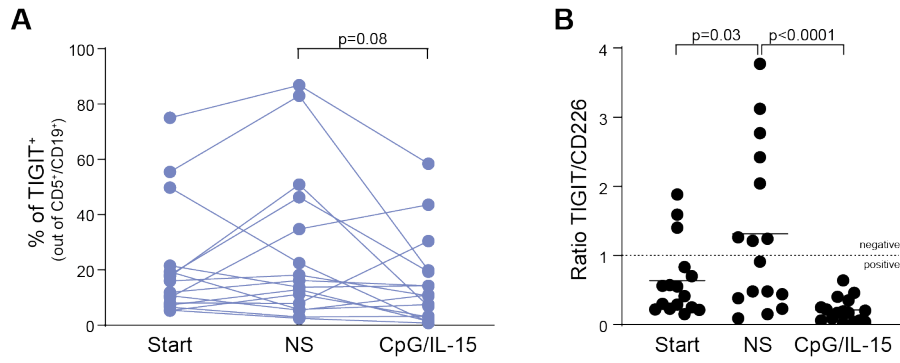 A
% of TIGIT⁺
(out of CD5⁺/CD19⁺)
100
80
60
40
20
0
p=0.08
Start NS CpG/IL-15
B
Ratio TIGIT/CD226
4
3
2
1
0
p=0.03 p<0.0001
negative
positive
Start NS CpG/IL-15